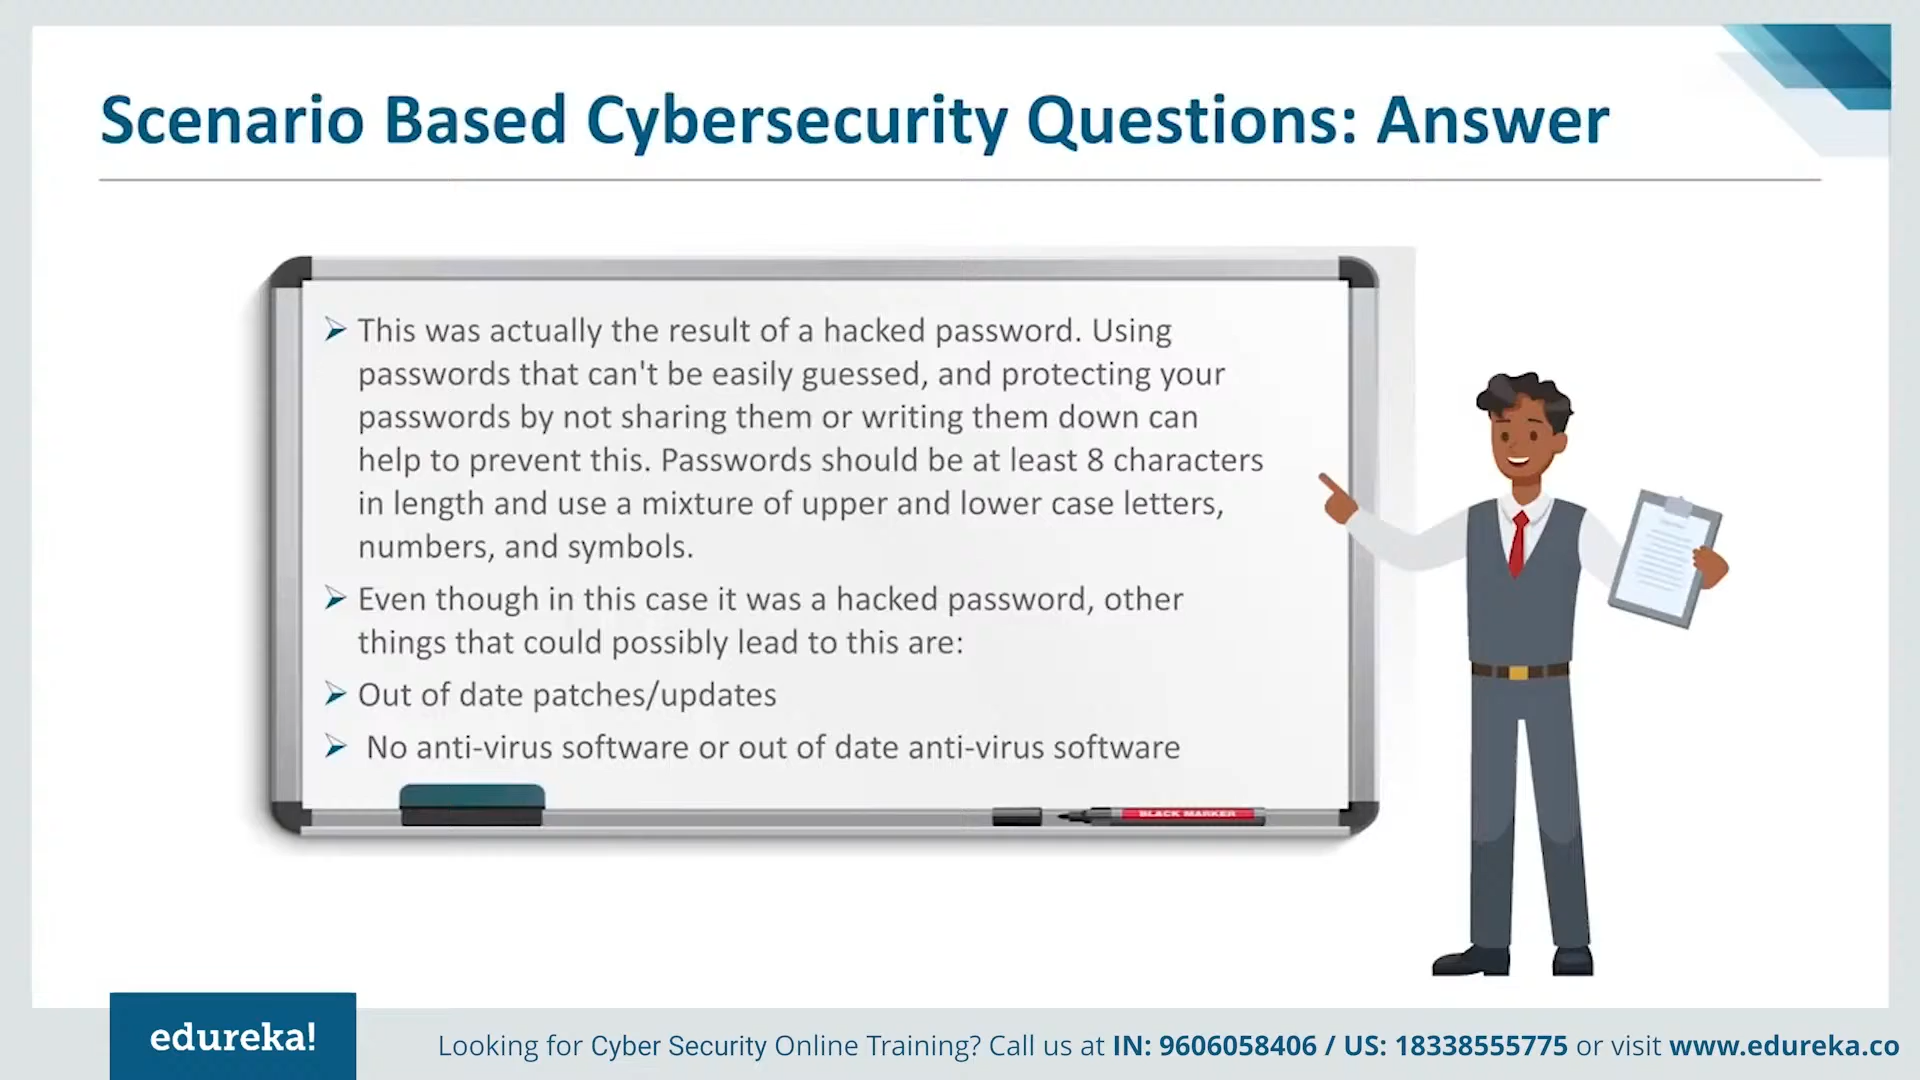 Scenario Based Cybersecurity Questions: Answer
This was actually the result of a hacked password. Using
passwords that can't be easily guessed, and protecting your
passwords by not sharing them or writing them down can
help to prevent this. Passwords should be at least 8 characters
in length and use a mixture of upper and lower case letters,
numbers, and symbols.
Even though in this case it was a hacked password, other
things that could possibly lead to this are:
Out of date patches/updates
No anti-virus software or out of date anti-virus software
BLACK MARKER
edureka!
Looking for Cyber Security Online Training? Call us at IN: 9606058406 / US: 18338555775 or visit www.edureka.co